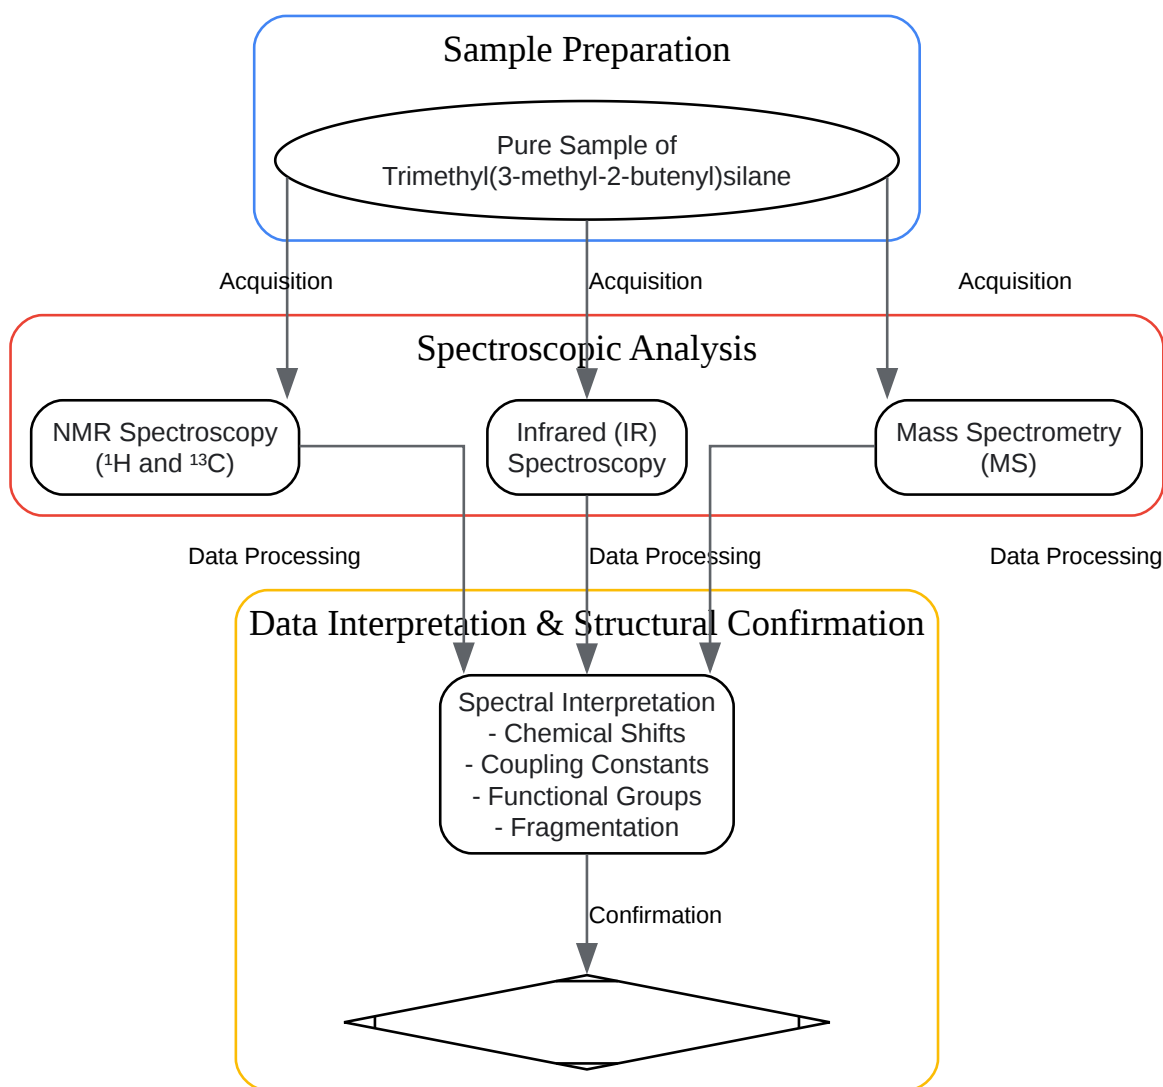 Sample Preparation
Pure Sample of
Trimethyl(3-methyl-2-butenyl)silane
Acquisition
Acquisition
Acquisition
Spectroscopic Analysis
NMR Spectroscopy
(¹H and ¹³C)
Infrared (IR)
Spectroscopy
Mass Spectrometry
(MS)
Data Processing
Data Processing
Data Processing
Data Interpretation & Structural Confirmation
Spectral Interpretation
- Chemical Shifts
- Coupling Constants
- Functional Groups
- Fragmentation
Confirmation